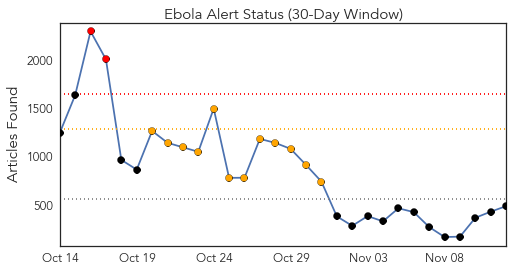 Ebola Alert Status (30-Day Window)
Articles Found
2000
1500
1000
500
Oct 14
Oct 19
Oct 24
Oct 29
Nov 03
Nov 08